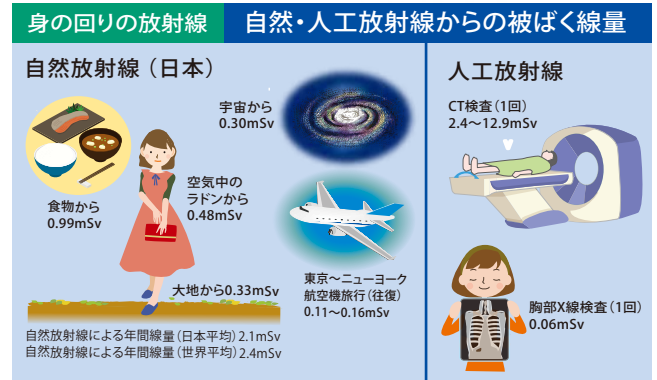 身の回りの放射線
自然・人工放射線からの被ばく線量
自然放射線（日本）
宇宙から
0.30mSv
空気中の
ラドンから
0.48mSv
食物から
0.99mSv
大地から0.33mSv
東京～ニューヨーク
航空機旅行（往復）
0.11～0.16mSv
自然放射線による年間線量（日本平均）2.1mSv
自然放射線による年間線量（世界平均）2.4mSv
人工放射線
CT検査（1回）
2.4～12.9mSv
胸部X線検査（1回）
0.06mSv